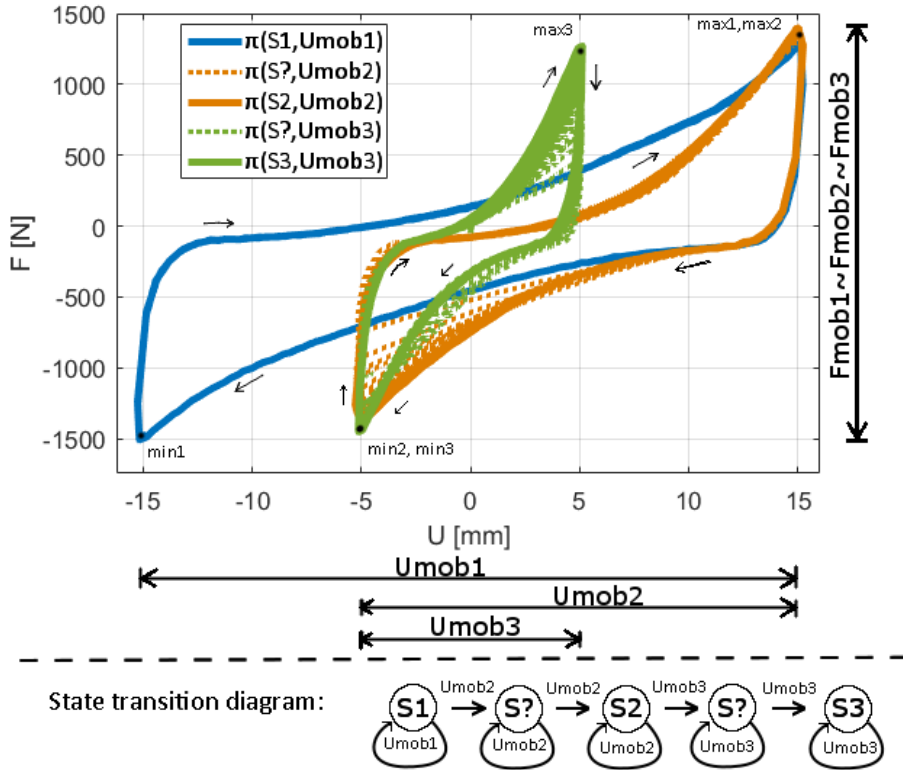 1500
1000
500
0
-500
-1000
-1500
F [N]
π(S1,Umob1)
π(S?,Umob2)
π(S2,Umob2)
π(S?,Umob3)
π(S3,Umob3)
max3
max1,max2
min1
min2, min3
Fmob1~Fmob2~Fmob3
-15 -10 -5 0 5 10 15
U [mm]
Umob1
Umob2
Umob3
State transition diagram:
Umob2 Umob2 Umob3 Umob3
S1 S? S2 S? S3
Umob1 Umob2 Umob2 Umob3 Umob3